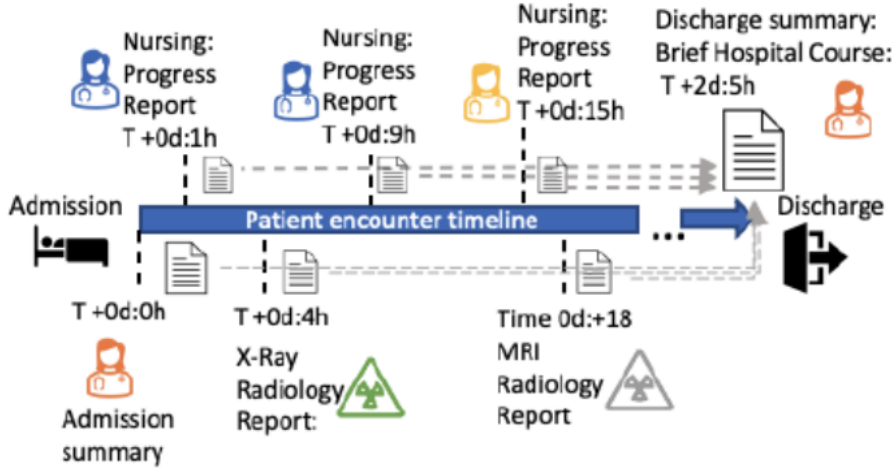 Nursing:
Progress
Report
T +0d:1h
Nursing:
Progress
Report
T +0d:9h
Nursing:
Progress
Report
T +0d:15h
Discharge summary:
Brief Hospital Course:
T +2d:5h
Admission
Patient encounter timeline
...
Discharge
T +0d:0h
Admission
summary
T +0d:4h
X-Ray
Radiology
Report:
Time 0d:+18
MRI
Radiology
Report